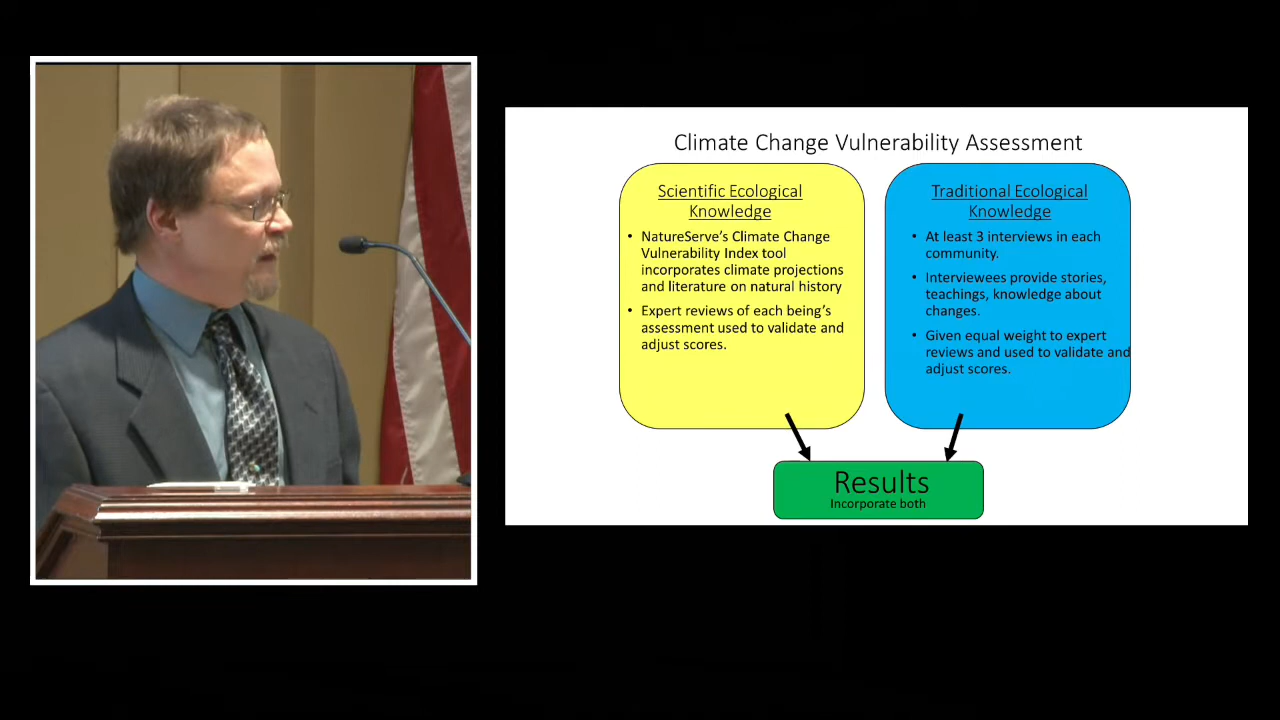 Climate Change Vulnerability Assessment
Scientific Ecological
Knowledge
• NatureServe’s Climate Change
Vulnerability Index tool
incorporates climate projections
and literature on natural history
• Expert reviews of each being’s
assessment used to validate and
adjust scores.
Traditional Ecological
Knowledge
• At least 3 interviews in each
community.
• Interviewees provide stories,
teachings, knowledge about
changes.
• Given equal weight to expert
reviews and used to validate and
adjust scores.
Results
Incorporate both